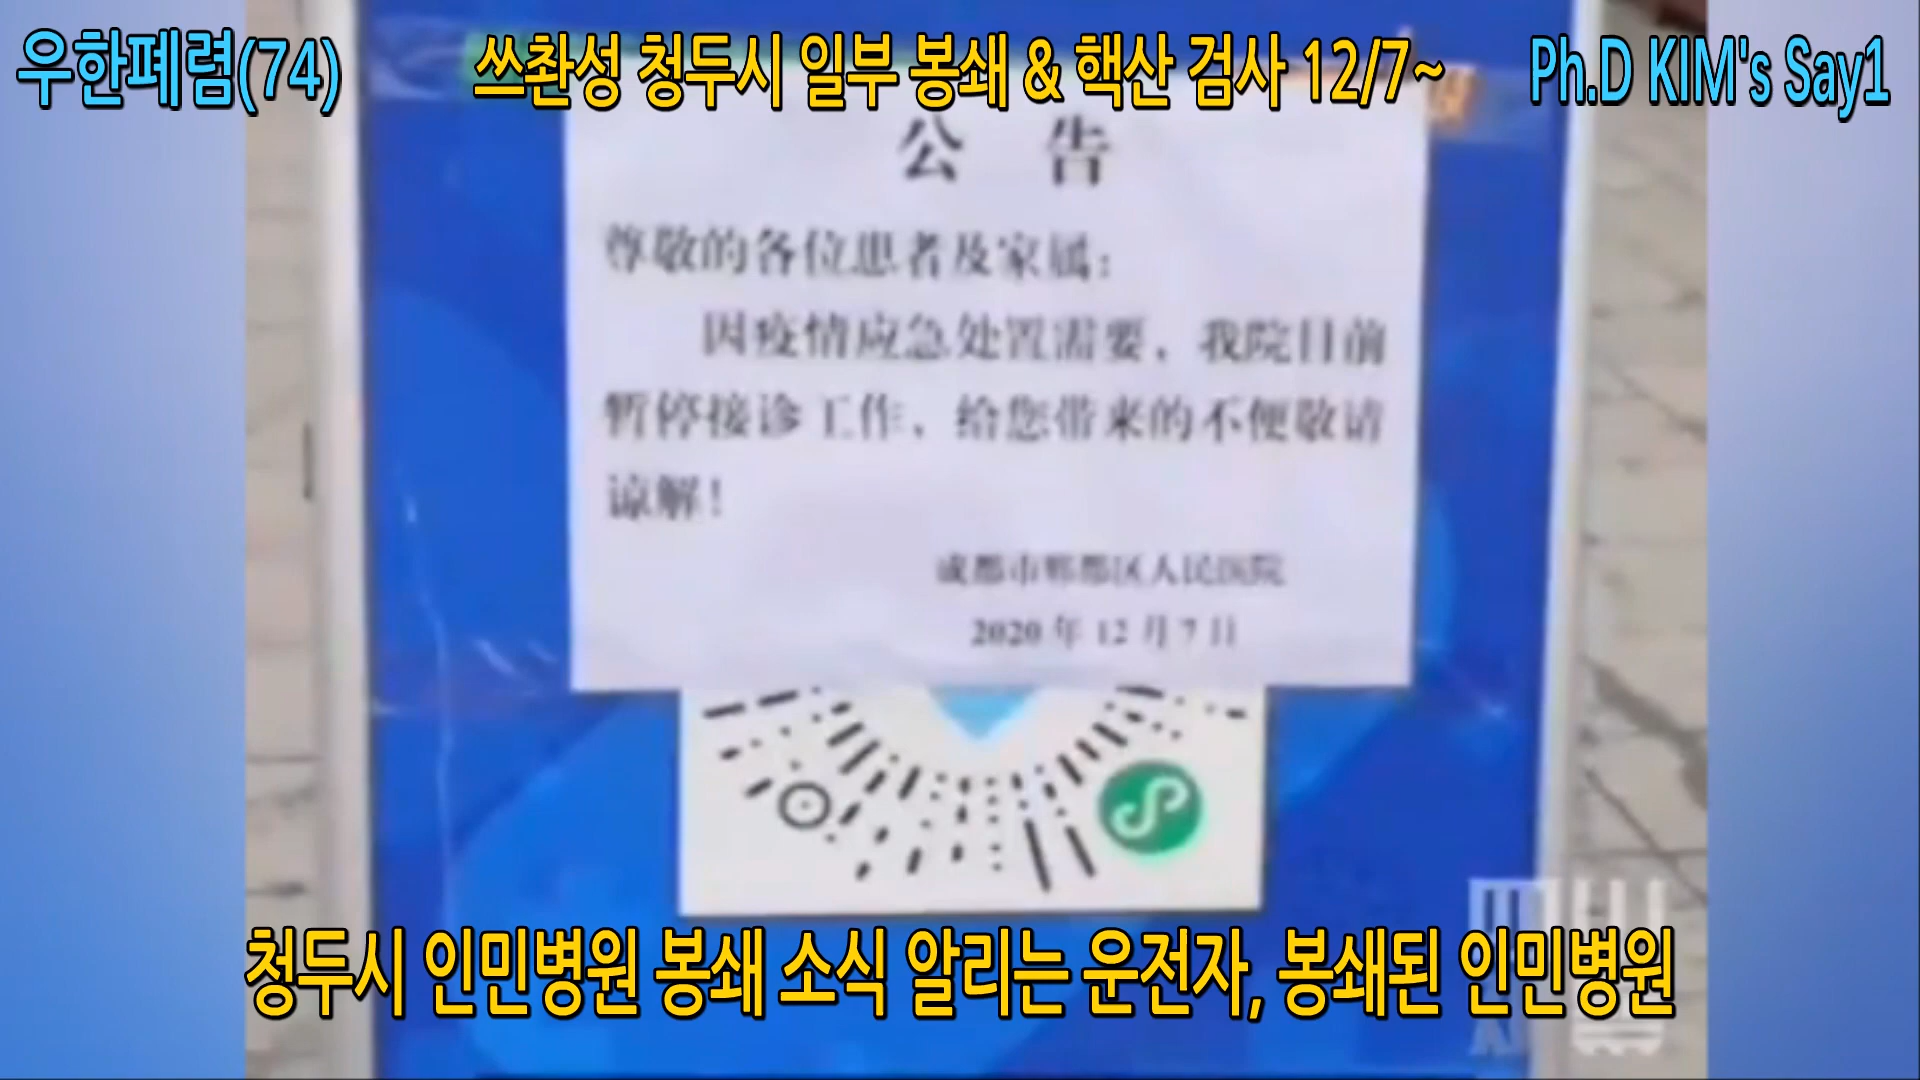 우한폐렴(74)
쓰촨성 청두시 일부 봉쇄 & 핵산 검사 12/7~
Ph.D KIM's Say1
公 告
尊敬的各位患者及家属：
因疫情应急处置需要，我院目前
暂停接诊工作，给您带来的不便敬请
谅解！
成都市郫都区人民医院
2020年12月7日
청두시 인민병원 봉쇄 소식 알리는 운전자, 봉쇄된 인민병원